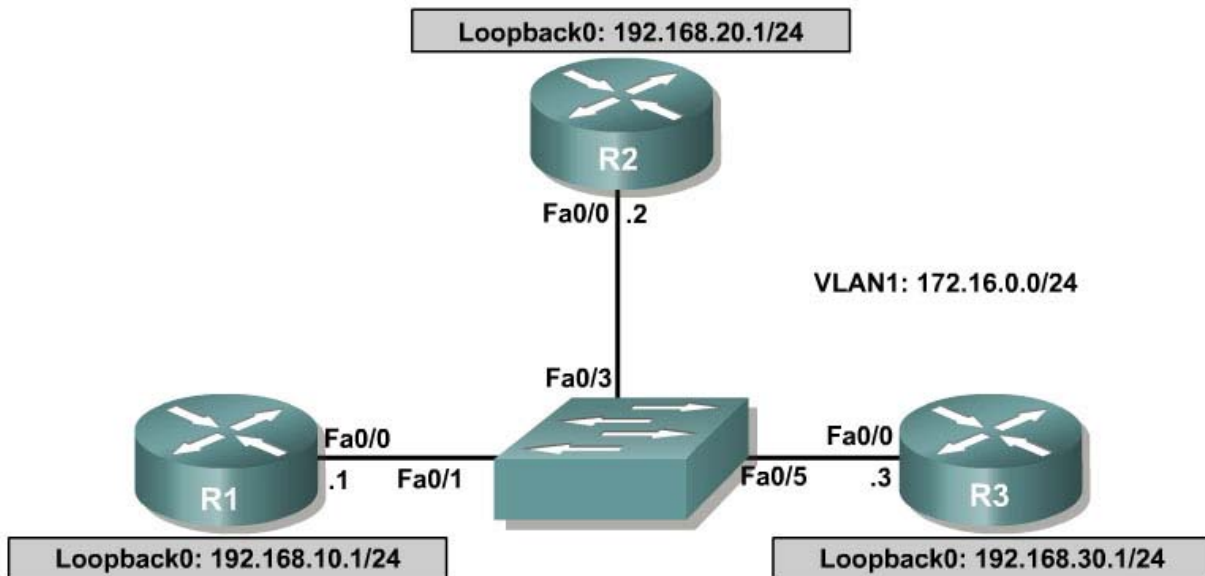 Loopback0: 192.168.20.1/24
R2
Fa0/0 .2
VLAN1: 172.16.0.0/24
Fa0/3
Fa0/0
Fa0/0
.1
Fa0/1
Fa0/5
.3
R1
R3
Loopback0: 192.168.10.1/24
Loopback0: 192.168.30.1/24